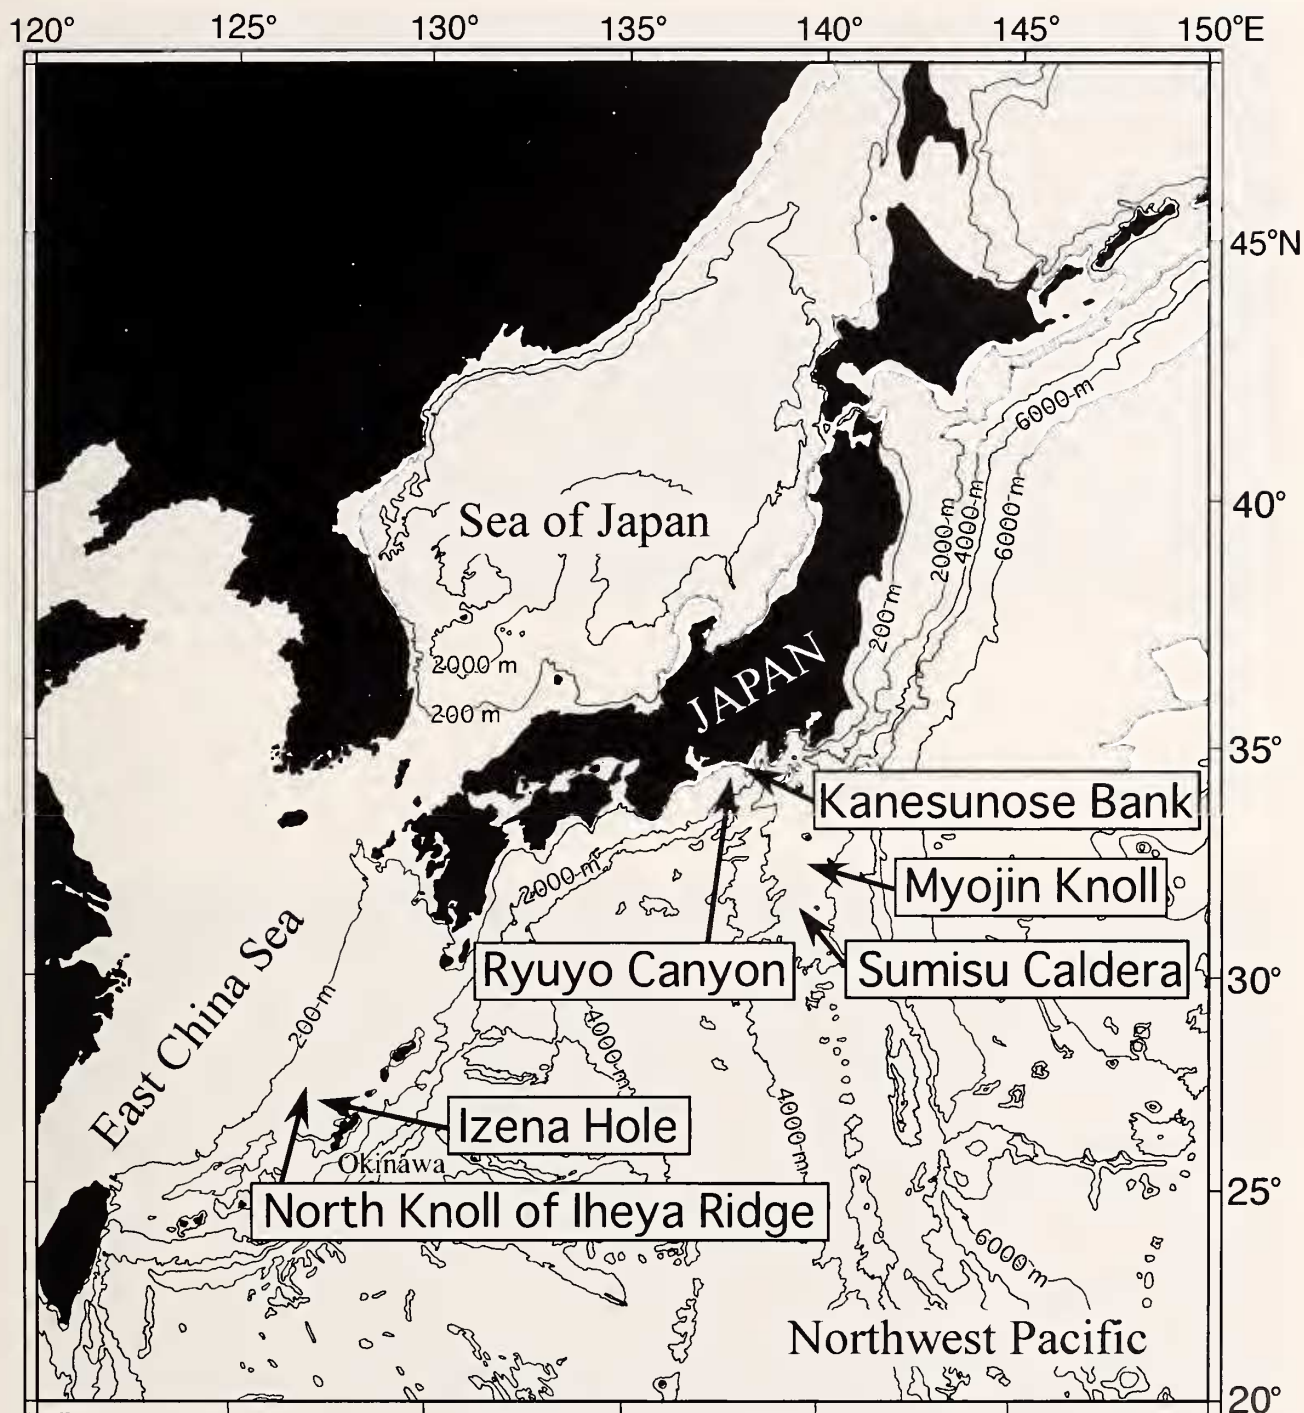 120° 125° 130° 135° 140° 145° 150°E
45°N
6000 m
40°
Sea of Japan
2000 m
4000 m
6000 m
200 m
JAPAN
2000 m
200 m
35°
Kanesunose Bank
Myojin Knoll
2000 m
Ryuyo Canyon
Sumisu Caldera
30°
East China Sea
200 m
4000 m
4000 m
Izena Hole
Okinawa
North Knoll of Iheya Ridge
25°
6000 m
Northwest Pacific
20°